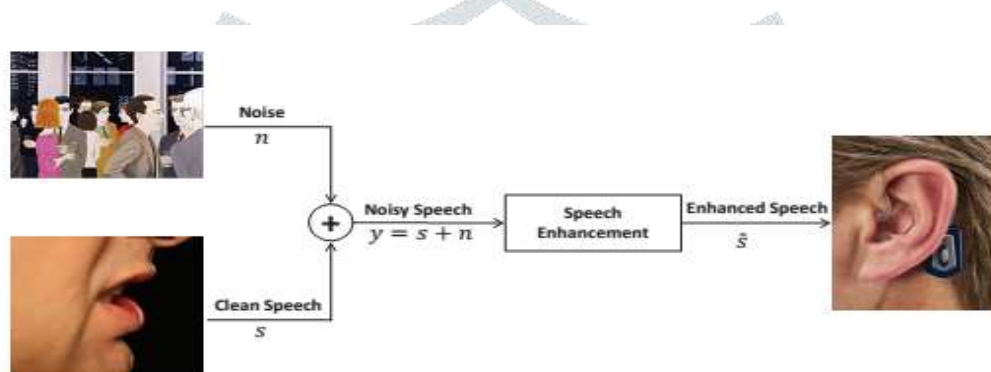 Noise
n
+
Noisy Speech
y = s + n
Speech
Enhancement
Enhanced Speech
ŝ
Clean Speech
s